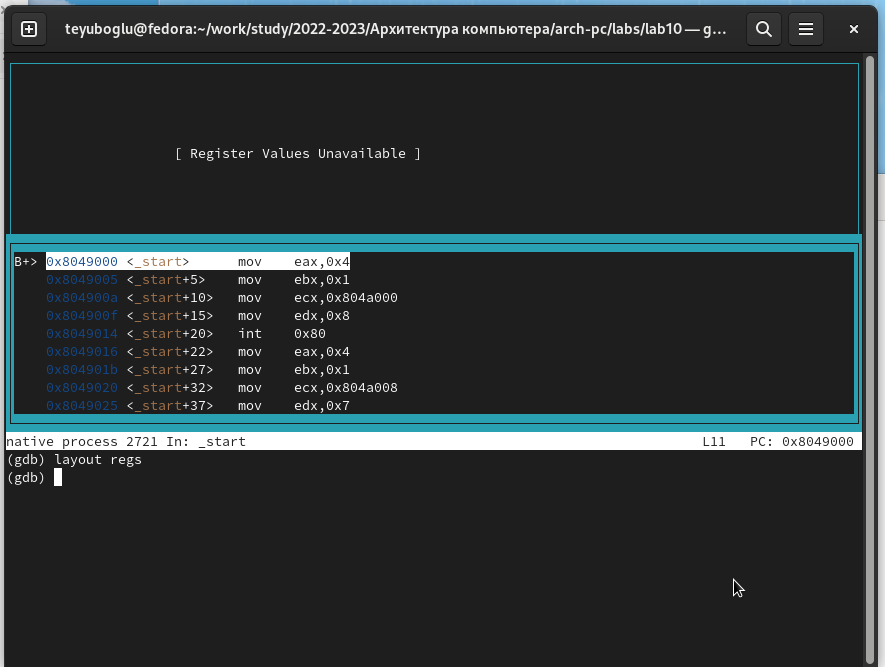 teyuboglu@fedora:~/work/study/2022-2023/Архитектура компьютера/arch-pc/labs/lab10 — g...
[ Register Values Unavailable ]
B+> 0x8049000 <_start> mov eax,0x4
0x8049005 <_start+5> mov ebx,0x1
0x804900a <_start+10> mov ecx,0x804a000
0x804900f <_start+15> mov edx,0x8
0x8049014 <_start+20> int 0x80
0x8049016 <_start+22> mov eax,0x4
0x804901b <_start+27> mov ebx,0x1
0x8049020 <_start+32> mov ecx,0x804a008
0x8049025 <_start+37> mov edx,0x7
native process 2721 In: _start L11 PC: 0x8049000
(gdb) layout regs
(gdb)